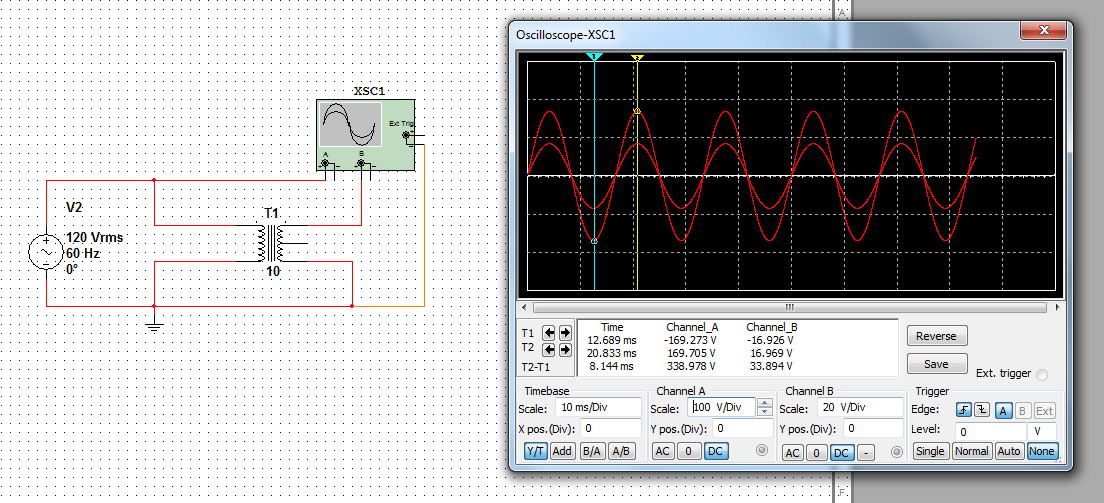 A
Oscilloscope-XSC1
X
1
2
XSC1
Ext Trig
+
-
A
B
+ - + -
V2
T1
120 Vrms
60 Hz
0°
10
T1
T2
T2-T1
Time Channel_A Channel_B
12.689 ms -169.273 V -16.926 V
20.833 ms 169.705 V 16.969 V
8.144 ms 338.978 V 33.894 V
Reverse
Save
Ext. trigger
Timebase
Scale: 10 ms/Div
X pos.(Div): 0
Y/T Add B/A A/B
Channel A
Scale: 100 V/Div
Y pos.(Div): 0
AC 0 DC
Channel B
Scale: 20 V/Div
Y pos.(Div): 0
AC 0 DC -
Trigger
Edge: A B Ext
Level: 0 V
Single Normal Auto None
F